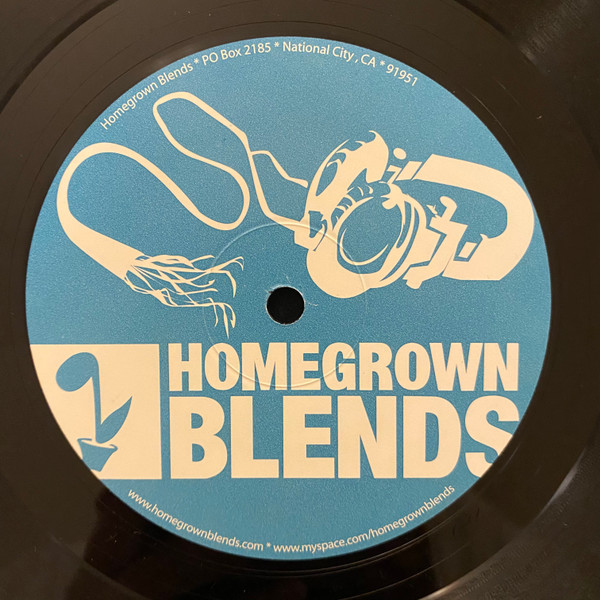 Homegrown Blends * PO Box 2185 * National City , CA * 91951
HOMEGROWN
BLENDS
www.homegrownblends.com * www.myspace.com/homegrownblends